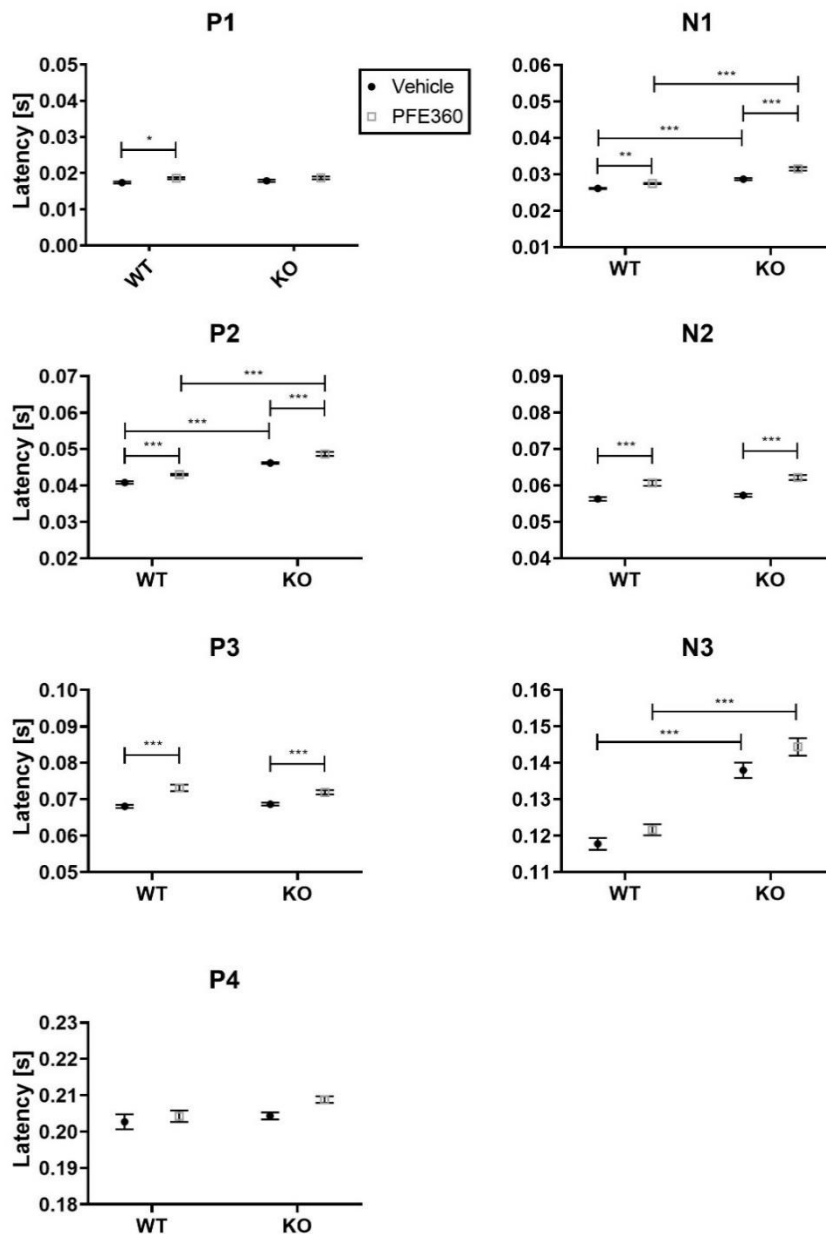 P1
Latency [s]
0.05
0.04
0.03
0.02
0.01
0.00
*
WT
KO
Vehicle
PFE360
N1
0.06
0.05
0.04
0.03
0.02
0.01
***
***
***
**
WT
KO
P2
Latency [s]
0.07
0.06
0.05
0.04
0.03
0.02
***
***
***
***
WT
KO
N2
0.09
0.08
0.07
0.06
0.05
0.04
***
***
WT
KO
P3
Latency [s]
0.10
0.09
0.08
0.07
0.06
0.05
***
***
WT
KO
N3
0.16
0.15
0.14
0.13
0.12
0.11
***
***
WT
KO
P4
Latency [s]
0.23
0.22
0.21
0.20
0.19
0.18
WT
KO